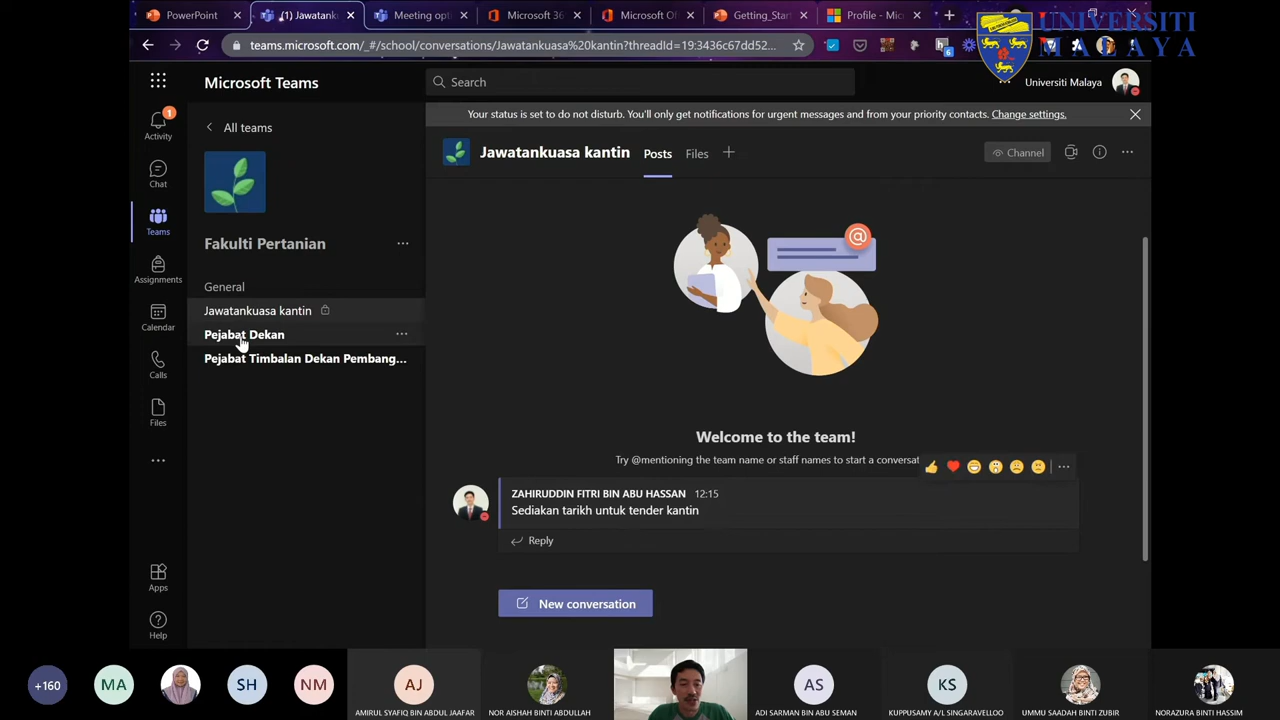 PowerPoint
(1) Jawatank
Meeting opt
Microsoft 36
Microsoft Of
Getting_Start
Profile - Mic
UNIVERSITI
MALAYA
teams.microsoft.com/_#/school/conversations/Jawatankuasa%20kantin?threadId=19:3436c67dd52...
6
Microsoft Teams
Search
Universiti Malaya
Your status is set to do not disturb. You'll only get notifications for urgent messages and from your priority contacts. Change settings.
1
Activity
Chat
Teams
Assignments
Calendar
Calls
Files
Apps
Help
All teams
Fakulti Pertanian
General
Jawatankuasa kantin
Pejabat Dekan
Pejabat Timbalan Dekan Pembang...
Jawatankuasa kantin
Posts
Files
Channel
@
Welcome to the team!
Try @mentioning the team name or staff names to start a conversat
ZAHIRUDDIN FITRI BIN ABU HASSAN 12:15
Sediakan tarikh untuk tender kantin
Reply
New conversation
+160
MA
SH
NM
AJ
AS
KS
AMIRUL SYAFIQ BIN ABDUL JAAFAR
NOR AISHAH BINTI ABDULLAH
ADI SARMAN BIN ABU SEMAN
KUPPUSAMY A/L SINGARAVELLOO
UMMU SAADAH BINTI ZUBIR
NORAZURA BINTI HASSIM